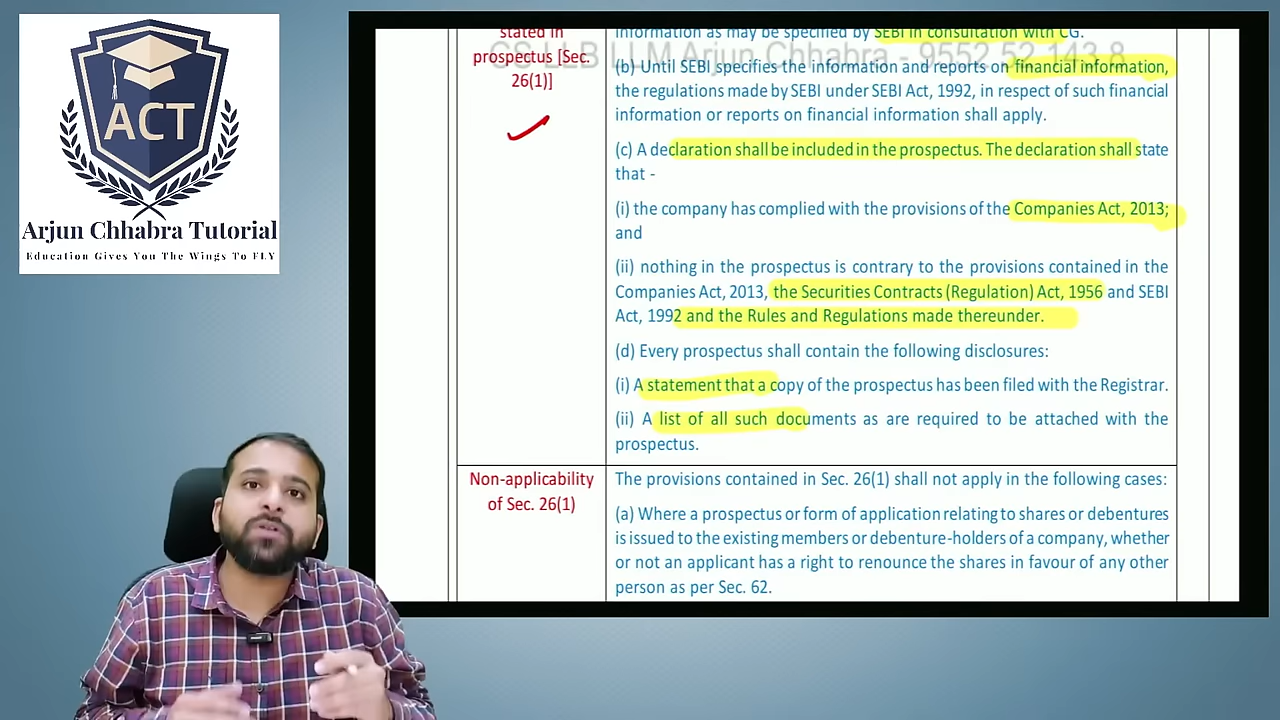 ACT
Arjun Chhabra Tutorial
Education Gives You The Wings To FLY
CS LLB LLM Arjun Chhabra - 9552 52 143 8
stated in
prospectus [Sec.
26(1)]
information as may be specified by SEBI in consultation with CG.
(b) Until SEBI specifies the information and reports on financial information,
the regulations made by SEBI under SEBI Act, 1992, in respect of such financial
information or reports on financial information shall apply.
(c) A declaration shall be included in the prospectus. The declaration shall state
that -
(i) the company has complied with the provisions of the Companies Act, 2013;
and
(ii) nothing in the prospectus is contrary to the provisions contained in the
Companies Act, 2013, the Securities Contracts (Regulation) Act, 1956 and SEBI
Act, 1992 and the Rules and Regulations made thereunder.
(d) Every prospectus shall contain the following disclosures:
(i) A statement that a copy of the prospectus has been filed with the Registrar.
(ii) A list of all such documents as are required to be attached with the
prospectus.
Non-applicability
of Sec. 26(1)
The provisions contained in Sec. 26(1) shall not apply in the following cases:
(a) Where a prospectus or form of application relating to shares or debentures
is issued to the existing members or debenture-holders of a company, whether
or not an applicant has a right to renounce the shares in favour of any other
person as per Sec. 62.